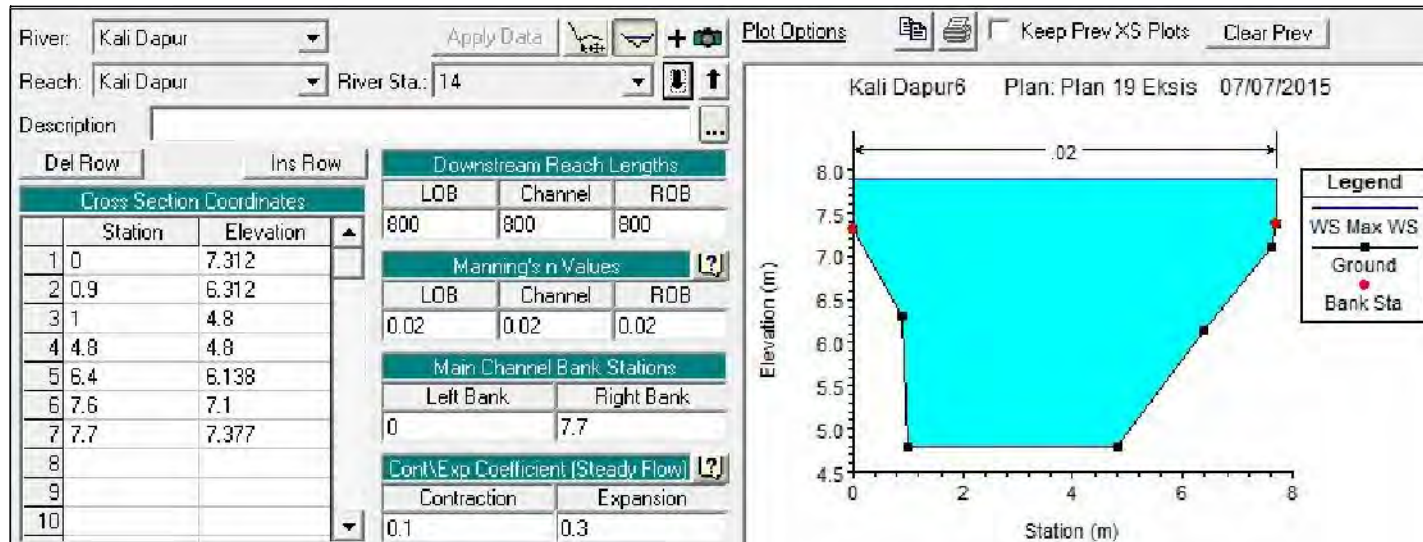 River: Kali Dapur Apply Data +
Reach: Kali Dapur River Sta.: 14
Description ...
Del Row Ins Row
Cross Section Coordinates
Station Elevation
1 0 7.312
2 0.9 6.312
3 1 4.8
4 4.8 4.8
5 6.4 6.138
6 7.6 7.1
7 7.7 7.377
8
9
10
Downstream Reach Lengths
LOB Channel ROB
800 800 800
Manning's n Values ?
LOB Channel ROB
0.02 0.02 0.02
Main Channel Bank Stations
Left Bank Right Bank
0 7.7
Cont\Exp Coefficient (Steady Flow) ?
Contraction Expansion
0.1 0.3
Plot Options Keep Prev XS Plots Clear Prev
Kali Dapur6 Plan: Plan 19 Eksis 07/07/2015
.02
8.0
7.5
7.0
6.5
6.0
5.5
5.0
4.5
Elevation (m)
0 2 4 6 8
Station (m)
Legend
WS Max WS
Ground
Bank Sta